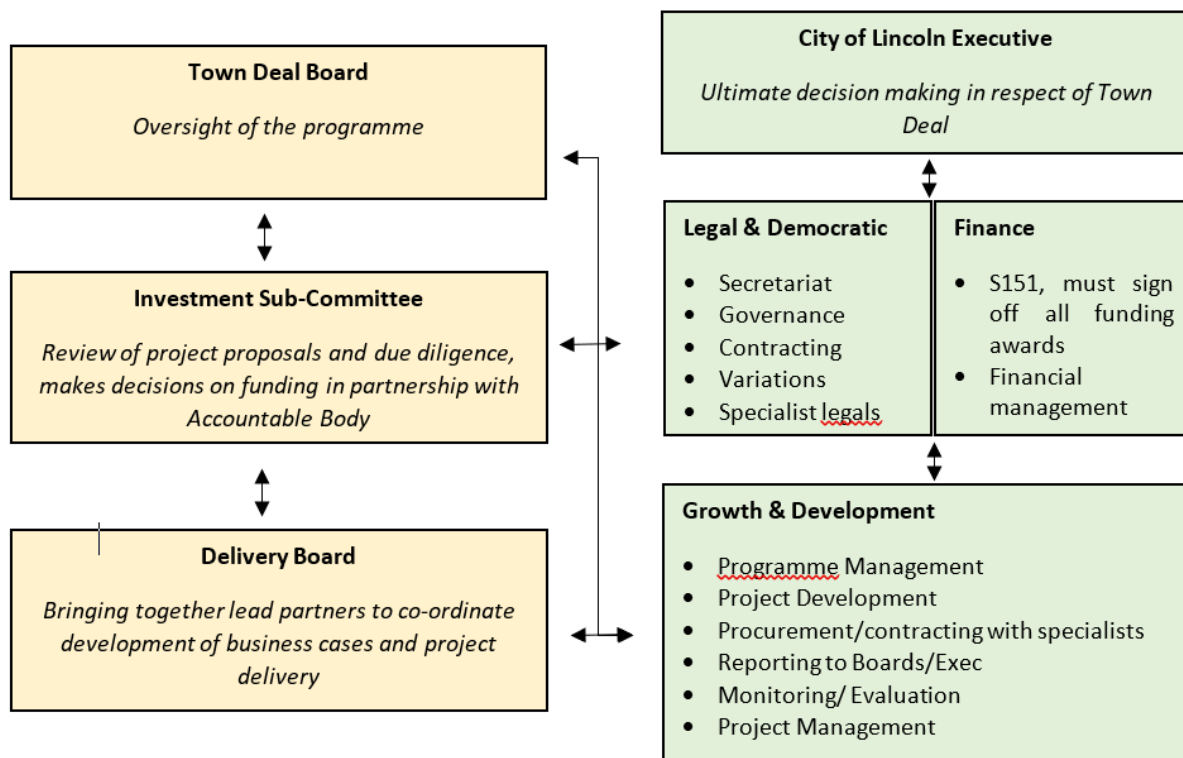 Town Deal Board
Oversight of the programme
Investment Sub-Committee
Review of project proposals and due diligence,
makes decisions on funding in partnership with
Accountable Body
Delivery Board
Bringing together lead partners to co-ordinate
development of business cases and project
delivery
City of Lincoln Executive
Ultimate decision making in respect of Town
Deal
Legal & Democratic
• Secretariat
• Governance
• Contracting
• Variations
• Specialist legals
Finance
• S151, must sign
off all funding
awards
• Financial
management
Growth & Development
• Programme Management
• Project Development
• Procurement/contracting with specialists
• Reporting to Boards/Exec
• Monitoring/ Evaluation
• Project Management